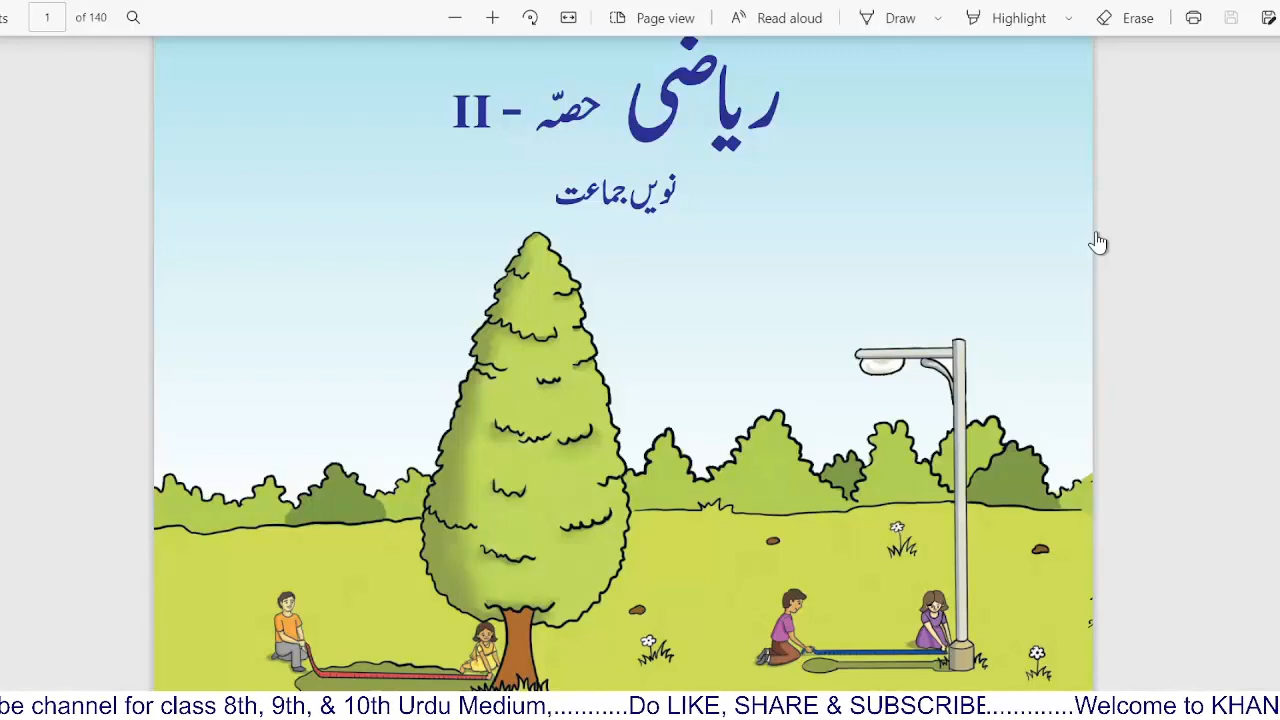 ts 1 of 140 Page view Read aloud Draw Highlight Erase
ریاضی حصّہ - II
نویں جماعت
be channel for class 8th, 9th, & 10th Urdu Medium,...........Do LIKE, SHARE & SUBSCRIBE.............Welcome to KHAN